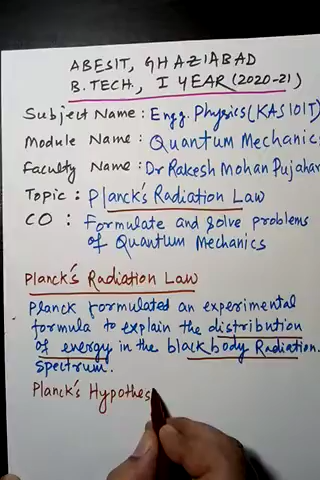 ABESIT, GHAZIABAD
B.TECH., I YEAR (2020-21)
Subject Name : Engg. Physics (KAS101T)
Module Name : Quantum Mechanics
Faculty Name : Dr Rakesh Mohan Pujahari
Topic : Planck's Radiation Law
CO : Formulate and solve problems
of Quantum Mechanics
Planck's Radiation Law
Planck formulated an experimental
formula to explain the distribution
of energy in the blackbody Radiation
Spectrum.
Planck's Hypothes